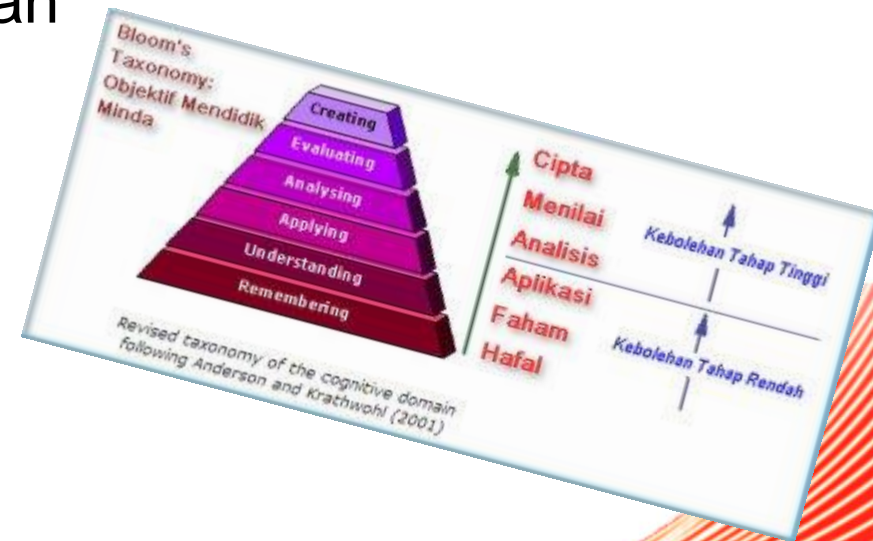 an
Bloom's
Taxonomy:
Objektif Mendidik
Minda
Creating
Evaluating
Analysing
Applying
Understanding
Remembering
Revised taxonomy of the cognitive domain
following Anderson and Krathwohl (2001)
Cipta
Menilai
Analisis
Aplikasi
Faham
Hafal
Kebolehan Tahap Tinggi
Kebolehan Tahap Rendah